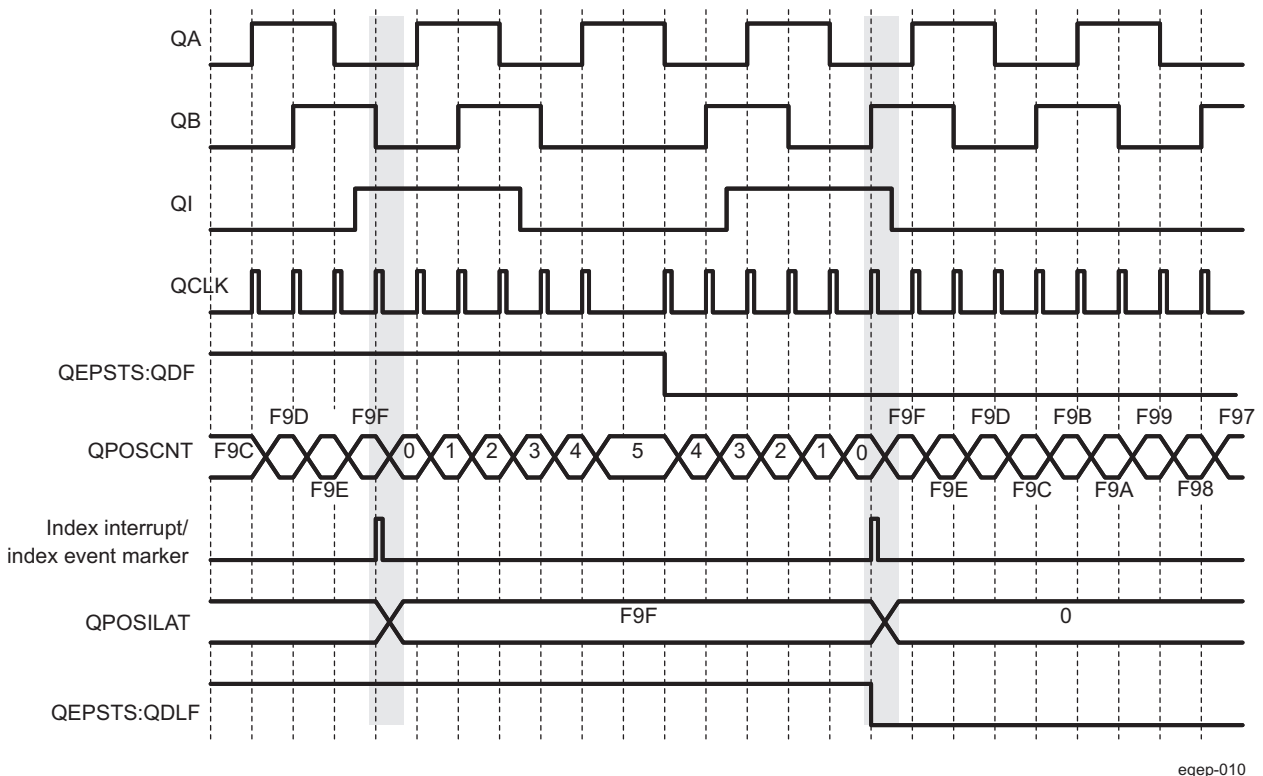 QA
QB
QI
QCLK
QEPSTS:QDF
F9D F9F F9F F9D F9B F99 F97
QPOSCNT F9C 0 1 2 3 4 5 4 3 2 1 0
F9E F9E F9C F9A F98
Index interrupt/
index event marker
QPOSILAT F9F 0
QEPSTS:QDLF
eqep-010